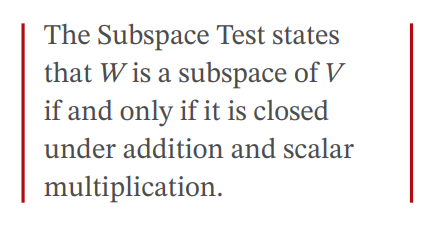 The Subspace Test states
that W is a subspace of V
if and only if it is closed
under addition and scalar
multiplication.